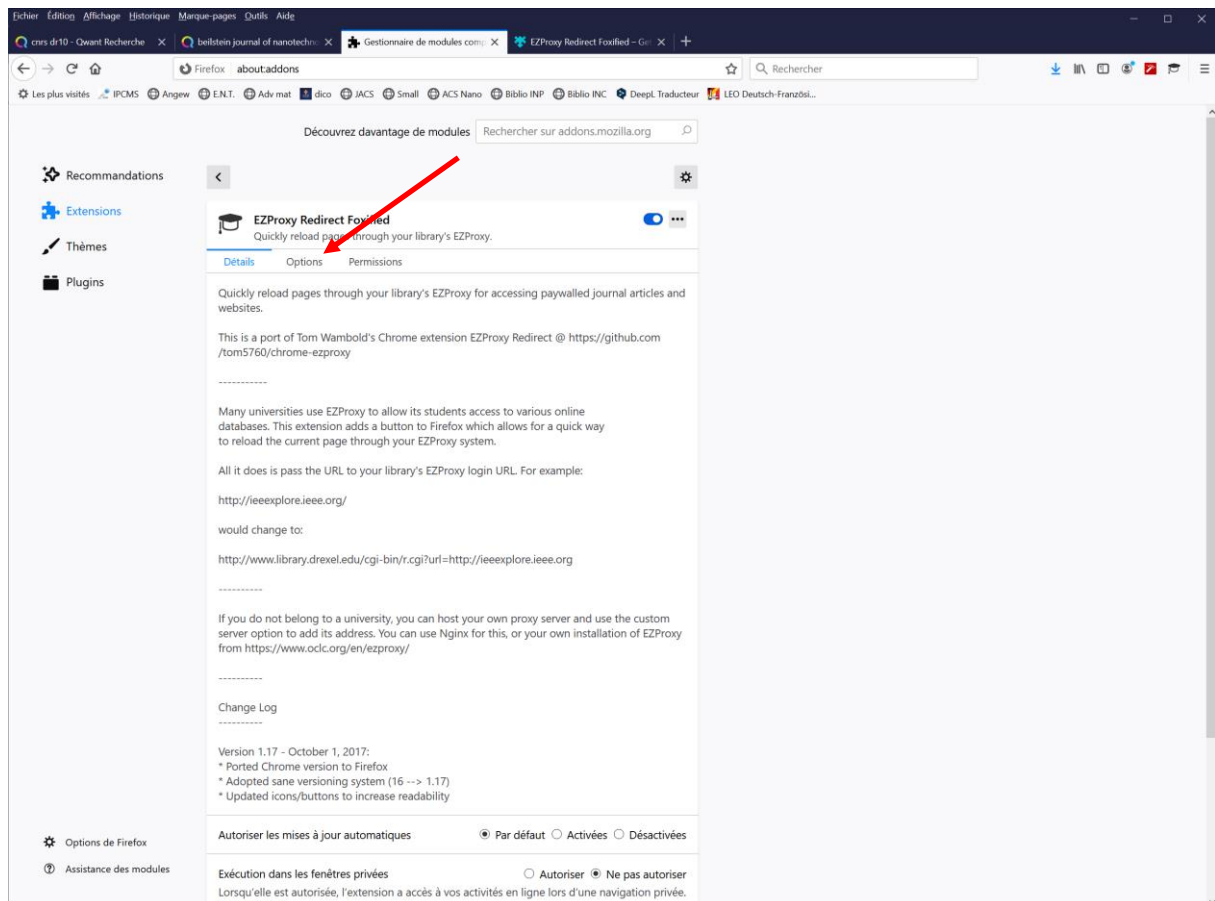 Fichier Édition Affichage Historique Marque-pages Outils Aide
cnrs dr10 - Qwant Recherche
beilstein journal of nanotechn
Gestionnaire de modules comp
EZProxy Redirect Foxified – Ge
Firefox about:addons
Rechercher
Les plus visités IPCMS Angew E.N.T. Adv mat dico JACS Small ACS Nano Biblio INP Biblio INC DeepL Traducteur LEO Deutsch-Französi...
Découvrez davantage de modules Rechercher sur addons.mozilla.org
Recommandations
Extensions
Thèmes
Plugins
EZProxy Redirect Foxified
Quickly reload pages through your library's EZProxy.
Détails Options Permissions
Quickly reload pages through your library's EZProxy for accessing paywalled journal articles and
websites.
This is a port of Tom Wambold's Chrome extension EZProxy Redirect @ https://github.com
/tom5760/chrome-ezproxy
-----------
Many universities use EZProxy to allow its students access to various online
databases. This extension adds a button to Firefox which allows for a quick way
to reload the current page through your EZProxy system.
All it does is pass the URL to your library's EZProxy login URL. For example:
http://ieeexplore.ieee.org/
would change to:
http://www.library.drexel.edu/cgi-bin/r.cgi?url=http://ieeexplore.ieee.org
----------
If you do not belong to a university, you can host your own proxy server and use the custom
server option to add its address. You can use Nginx for this, or your own installation of EZProxy
from https://www.oclc.org/en/ezproxy/
----------
Change Log
----------
Version 1.17 - October 1, 2017:
* Ported Chrome version to Firefox
* Adopted sane versioning system (16 --> 1.17)
* Updated icons/buttons to increase readability
Autoriser les mises à jour automatiques Par défaut Activées Désactivées
Exécution dans les fenêtres privées Autoriser Ne pas autoriser
Lorsqu'elle est autorisée, l'extension a accès à vos activités en ligne lors d'une navigation privée.
Options de Firefox
Assistance des modules